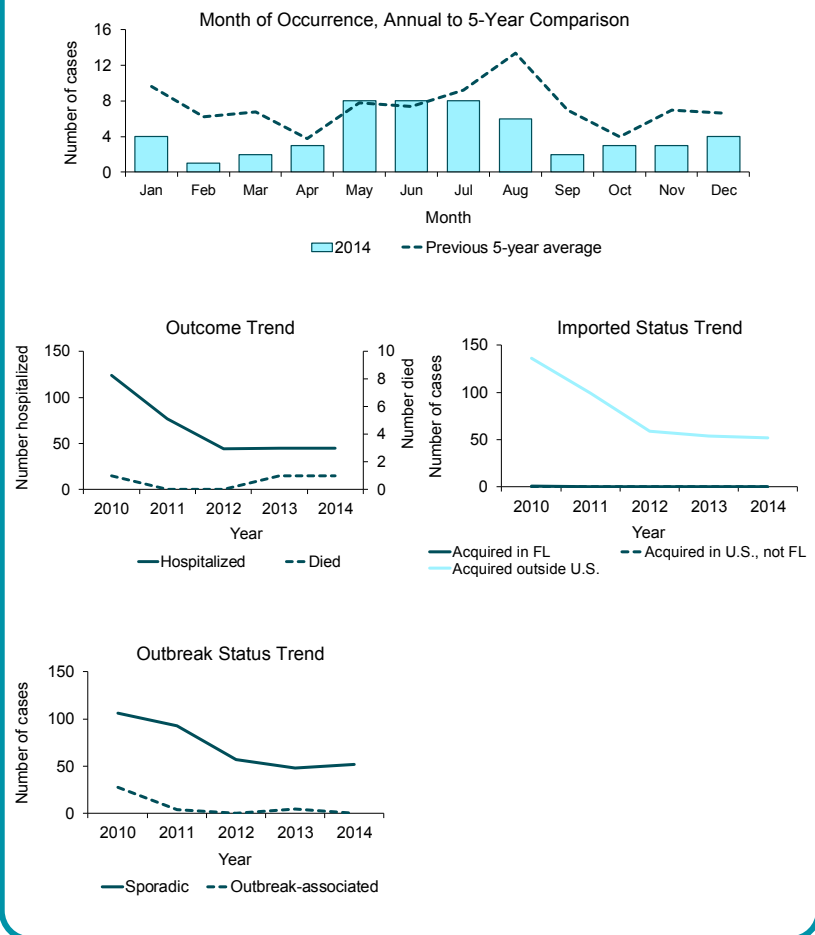 Month of Occurrence, Annual to 5-Year Comparison
Number of cases
16
12
8
4
0
Jan Feb Mar Apr May Jun Jul Aug Sep Oct Nov Dec
Month
2014 Previous 5-year average
Outcome Trend
Number hospitalized
150
100
50
0
10
8
6
4
2
0
Number died
2010 2011 2012 2013 2014
Year
Hospitalized Died
Imported Status Trend
Number of cases
150
100
50
0
2010 2011 2012 2013 2014
Year
Acquired in FL Acquired in U.S., not FL
Acquired outside U.S.
Outbreak Status Trend
Number of cases
150
100
50
0
2010 2011 2012 2013 2014
Year
Sporadic Outbreak-associated